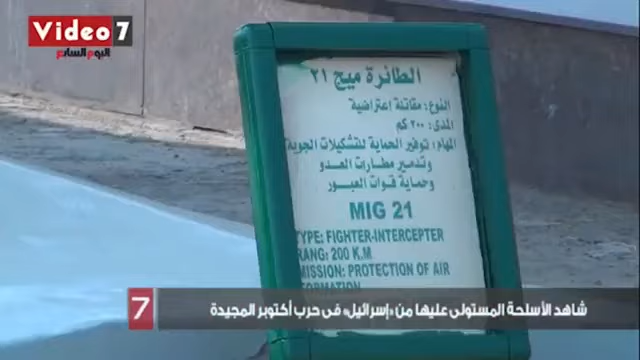 Video 7
اليوم السابع
الطائرة ميج ٢١
النوع: مقاتلة اعتراضية
المدى: ٢٠٠ كم
المهام: توفير الحماية للتشكيلات الجوية
وتدمير مطارات العدو
وحماية قوات العبور
MIG 21
TYPE: FIGHTER-INTERCEPTER
RANG: 200 K.M
MISSION: PROTECTION OF AIR
FORMATION
7 شاهد الأسلحة المستولى عليها من «إسرائيل» فى حرب أكتوبر المجيدة